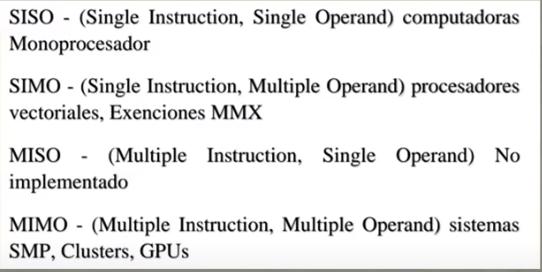 SISO - (Single Instruction, Single Operand) computadoras
Monoprocesador
SIMO - (Single Instruction, Multiple Operand) procesadores
vectoriales, Exenciones MMX
MISO - (Multiple Instruction, Single Operand) No
implementado
MIMO - (Multiple Instruction, Multiple Operand) sistemas
SMP, Clusters, GPUs